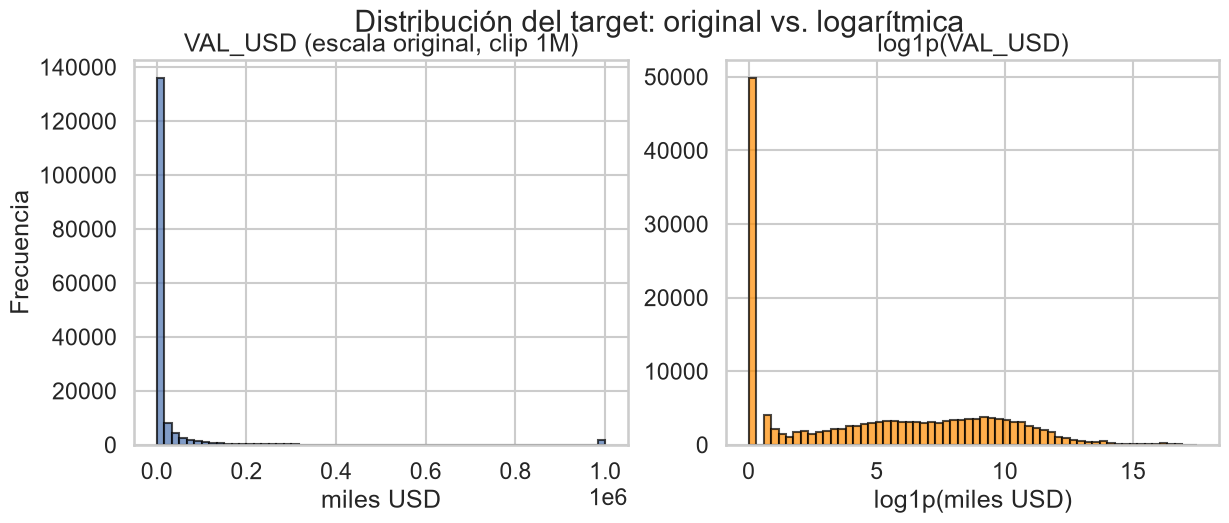 Distribución del target: original vs. logarítmica
VAL_USD (escala original, clip 1M)
140000
120000
100000
80000
60000
40000
20000
0
Frecuencia
0.0 0.2 0.4 0.6 0.8 1.0
1e6
miles USD
log1p(VAL_USD)
50000
40000
30000
20000
10000
0
0 5 10 15
log1p(miles USD)